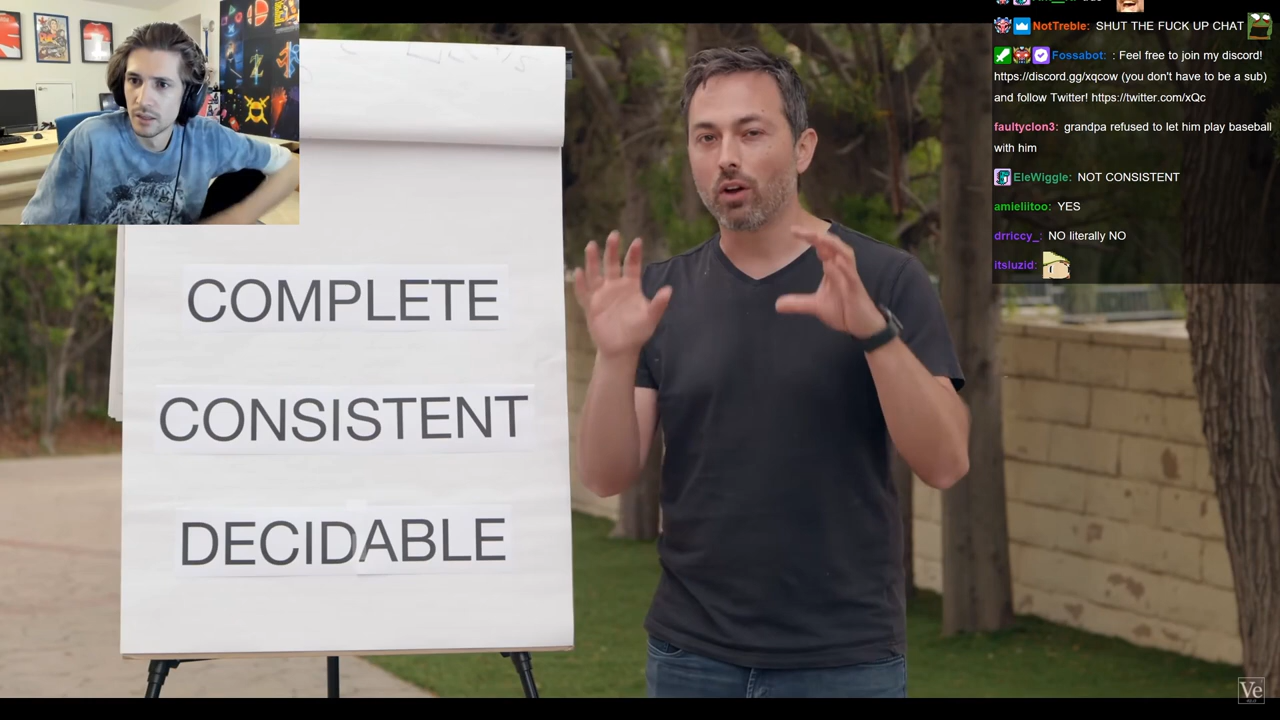 NotTreble: SHUT THE FUCK UP CHAT
Fossabot: : Feel free to join my discord!
https://discord.gg/xqcow (you don't have to be a sub)
and follow Twitter! https://twitter.com/xQc
faultycion3: grandpa refused to let him play baseball
with him
EleWiggle: NOT CONSISTENT
amieliitoo: YES
drriccy_: NO literally NO
itsluzid:
COMPLETE
CONSISTENT
DECIDABLE
Ve